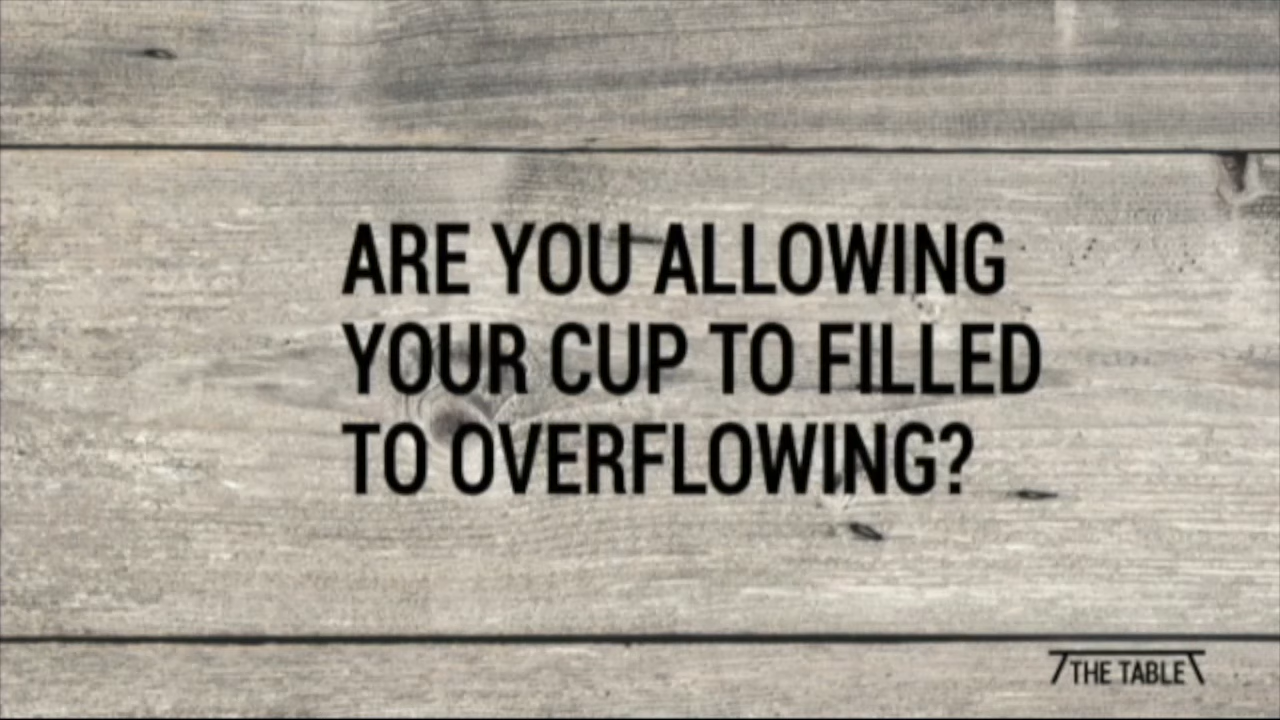 ARE YOU ALLOWING
YOUR CUP TO FILLED
TO OVERFLOWING?
THE TABLE